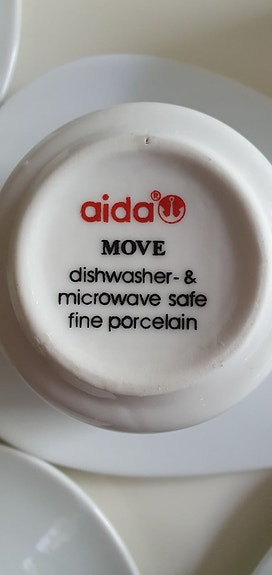 aida®
MOVE
dishwasher- &
microwave safe
fine porcelain